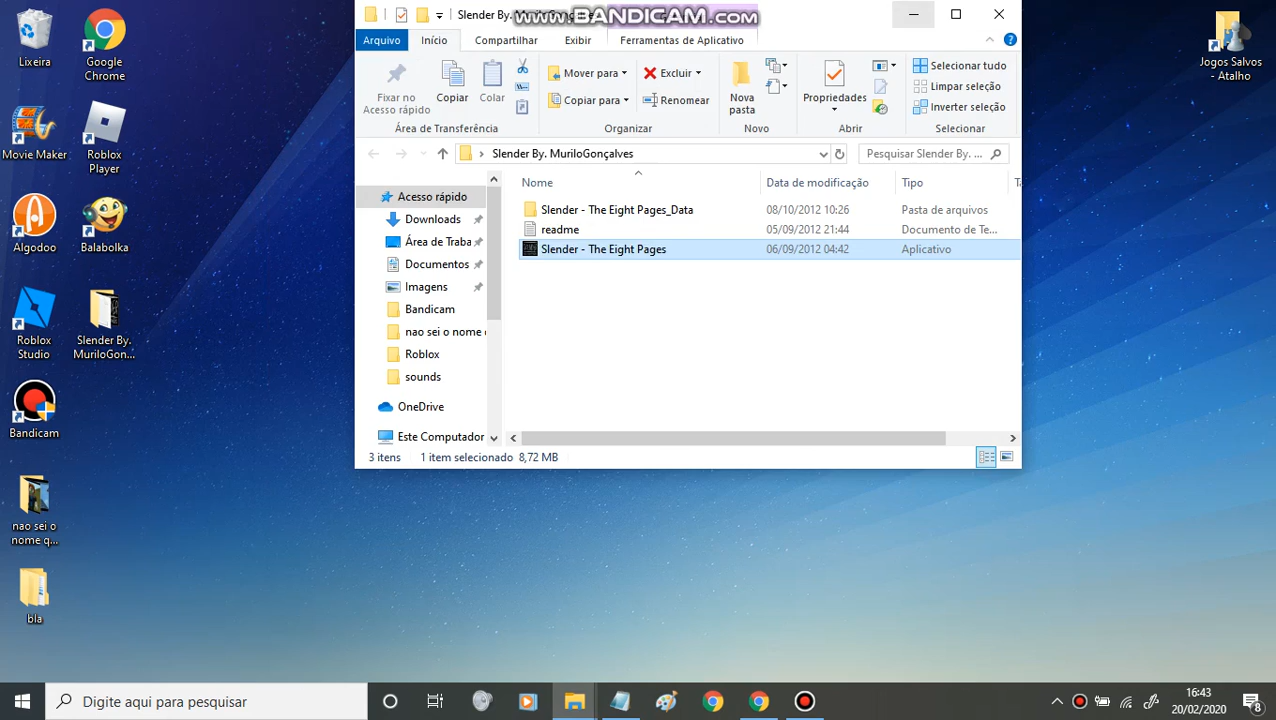 Lixeira
Google
Chrome
Movie Maker
Roblox
Player
Algodoo
Balabolka
Roblox
Studio
Slender By.
MuriloGon...
Bandicam
nao sei o
nome q...
bla
Jogos Salvos
- Atalho
Slender By.
www.BANDICAM.com
Arquivo
Início
Compartilhar
Exibir
Ferramentas de Aplicativo
Fixar no
Acesso rápido
Copiar
Colar
Mover para
Copiar para
Excluir
Renomear
Nova
pasta
Propriedades
Selecionar tudo
Limpar seleção
Inverter seleção
Área de Transferência
Organizar
Novo
Abrir
Selecionar
Slender By. MuriloGonçalves
Pesquisar Slender By. ...
Nome
Data de modificação
Tipo
Slender - The Eight Pages_Data
08/10/2012 10:26
Pasta de arquivos
readme
05/09/2012 21:44
Documento de Te...
Slender - The Eight Pages
06/09/2012 04:42
Aplicativo
Acesso rápido
Downloads
Área de Traba
Documentos
Imagens
Bandicam
nao sei o nome
Roblox
sounds
OneDrive
Este Computador
3 itens
1 item selecionado 8,72 MB
Digite aqui para pesquisar
16:43
20/02/2020
8